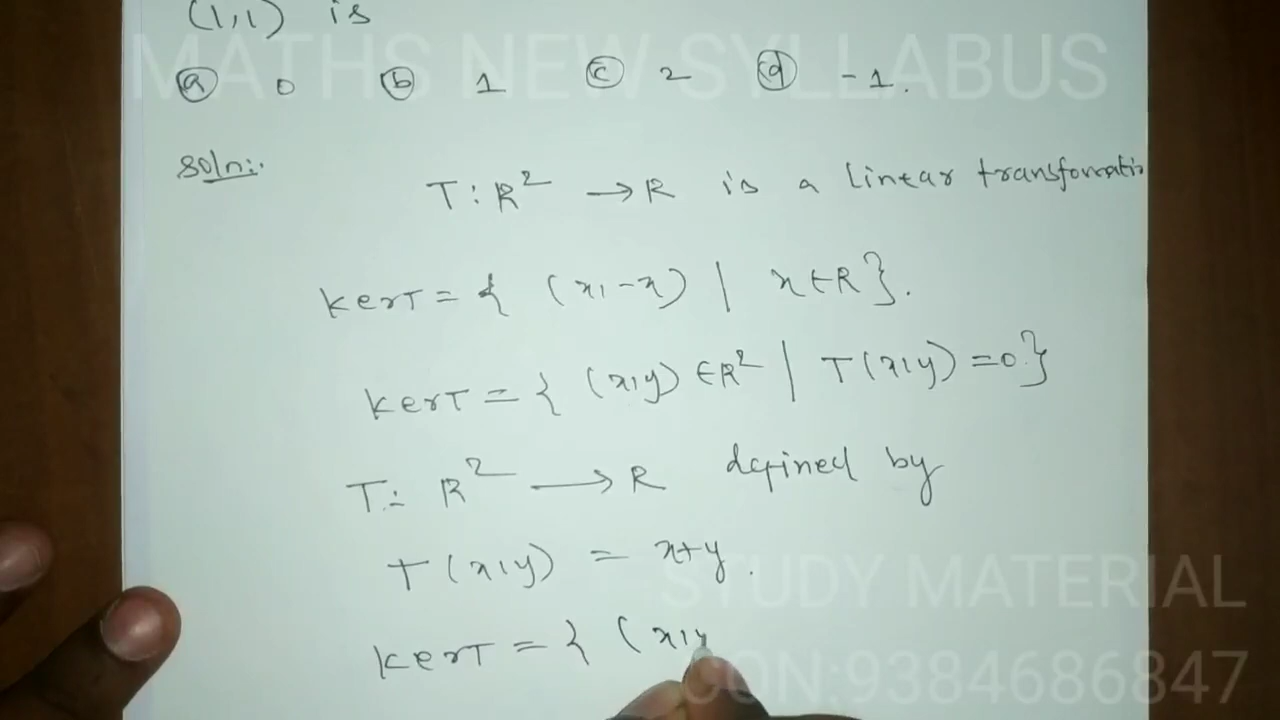 (1,1) is
MATHS NEW SYLLABUS
ⓐ 0 ⓑ 1 ⓒ 2 ⓓ -1.
Soln:.
T: R² → R is a linear transformatio
KerT = { (x, -x) | x ∈ R }.
KerT = { (x,y) ∈ R² | T(x,y) = 0. }
T: R² → R defined by
T(x,y) = x+y.
STUDY MATERIAL
KerT = { (x,y
CON:9384686847